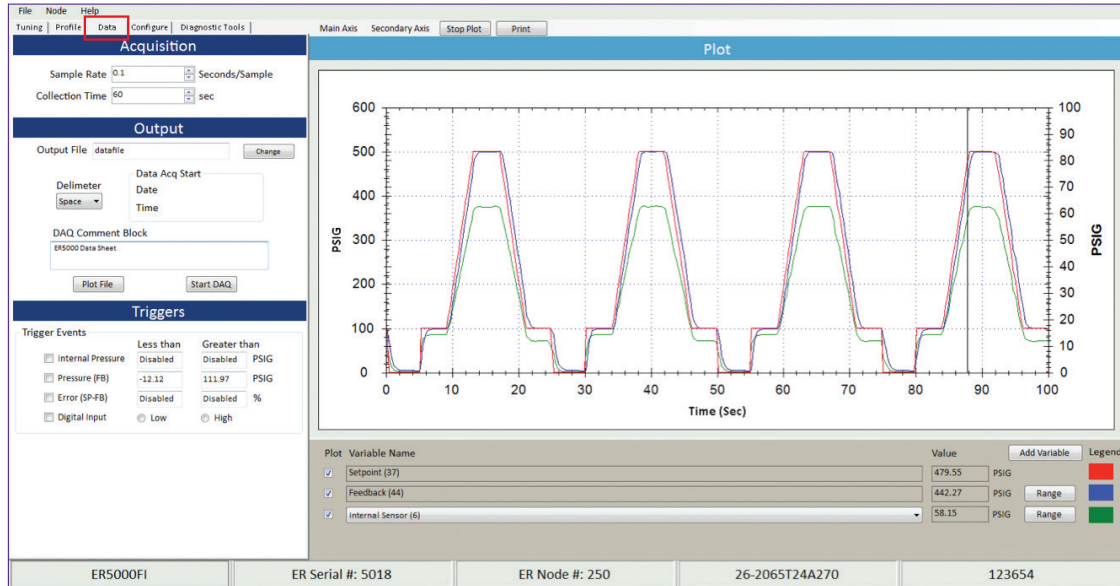 File Node Help
Tuning Profile Data Configure Diagnostic Tools
Acquisition
Sample Rate 0.1 Seconds/Sample
Collection Time 60 sec
Output
Output File datafile Change
Delimeter
Space
Data Acq Start
Date
Time
DAQ Comment Block
ER5000 Data Sheet
Plot File Start DAQ
Triggers
Trigger Events
Less than Greater than
Internal Pressure Disabled Disabled PSIG
Pressure (FB) -12.12 111.97 PSIG
Error (SP-FB) Disabled Disabled %
Digital Input Low High
Main Axis Secondary Axis Stop Plot Print
Plot
600
500
400
300
200
100
0
PSIG
100
90
80
70
60
50
40
30
20
10
0
PSIG
0 10 20 30 40 50 60 70 80 90 100
Time (Sec)
Plot Variable Name Value Add Variable Legend
Setpoint (37) 479.55 PSIG
Feedback (44) 442.27 PSIG Range
Internal Sensor (6) 58.15 PSIG Range
ER5000FI ER Serial #: 5018 ER Node #: 250 26-2065T24A270 123654